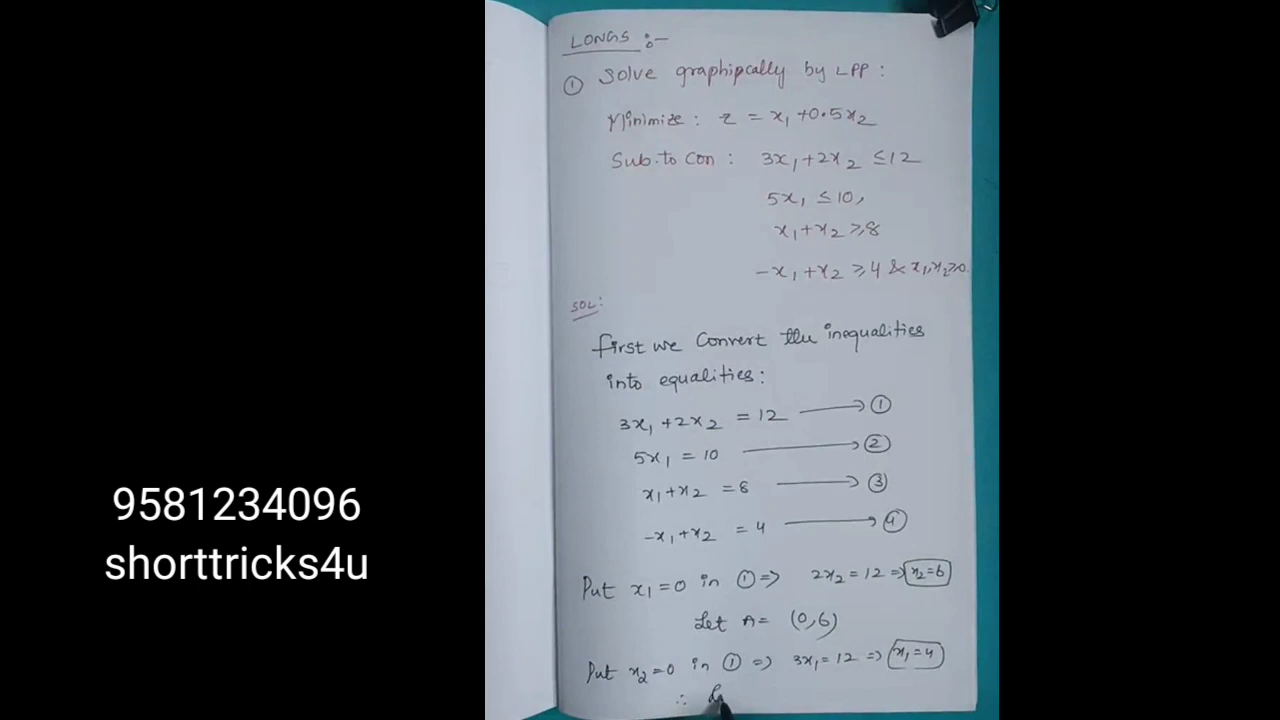 LONGS :-
① Solve graphipcally by LPP :
Minimize : z = x₁ +0.5x₂
Sub.to Con : 3x₁+2x₂ ≤12
5x₁ ≤10,
x₁+x₂ ≥8
-x₁+x₂ ≥4 & x₁,x₂≥0.
SOL:
first we Convert the inequalities
into equalities:
3x₁+2x₂ = 12 → ①
5x₁ = 10 → ②
x₁+x₂ = 8 → ③
-x₁+x₂ = 4 → ④
Put x₁=0 in ①⇒ 2x₂=12⇒ x₂=6
Let A= (0,6)
Put x₂=0 in ① ⇒ 3x₁=12 ⇒ x₁=4
∴
9581234096
shorttricks4u